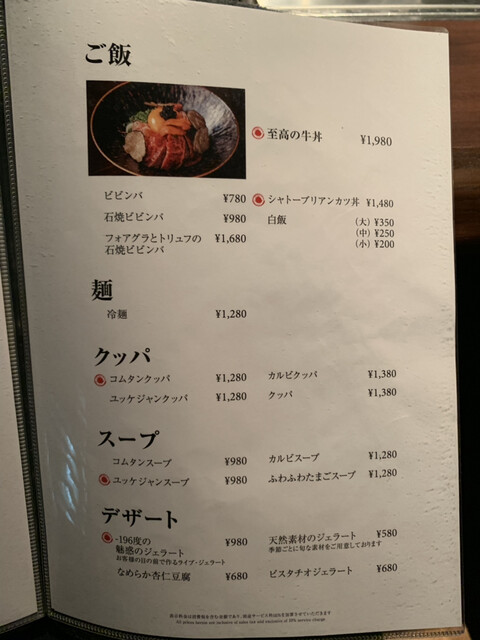 ご飯
至高の牛丼 ¥1,980
ビビンバ ¥780
石焼ビビンバ ¥980
フォアグラとトリュフの
石焼ビビンバ ¥1,680
シャトーブリアンカツ丼 ¥1,480
白飯 (大) ¥350
(中) ¥250
(小) ¥200
麺
冷麺 ¥1,280
クッパ
コムタンクッパ ¥1,280
ユッケジャンクッパ ¥1,280
カルビクッパ ¥1,380
クッパ ¥1,380
スープ
コムタンスープ ¥980
ユッケジャンスープ ¥980
カルビスープ ¥1,280
ふわふわたまごスープ ¥1,280
デザート
-196度の
魅惑のジェラート ¥980
お客様の目の前で作るライブ・ジェラート
なめらか杏仁豆腐 ¥680
天然素材のジェラート ¥580
季節ごとに旬な素材をご用意しております
ピスタチオジェラート ¥680